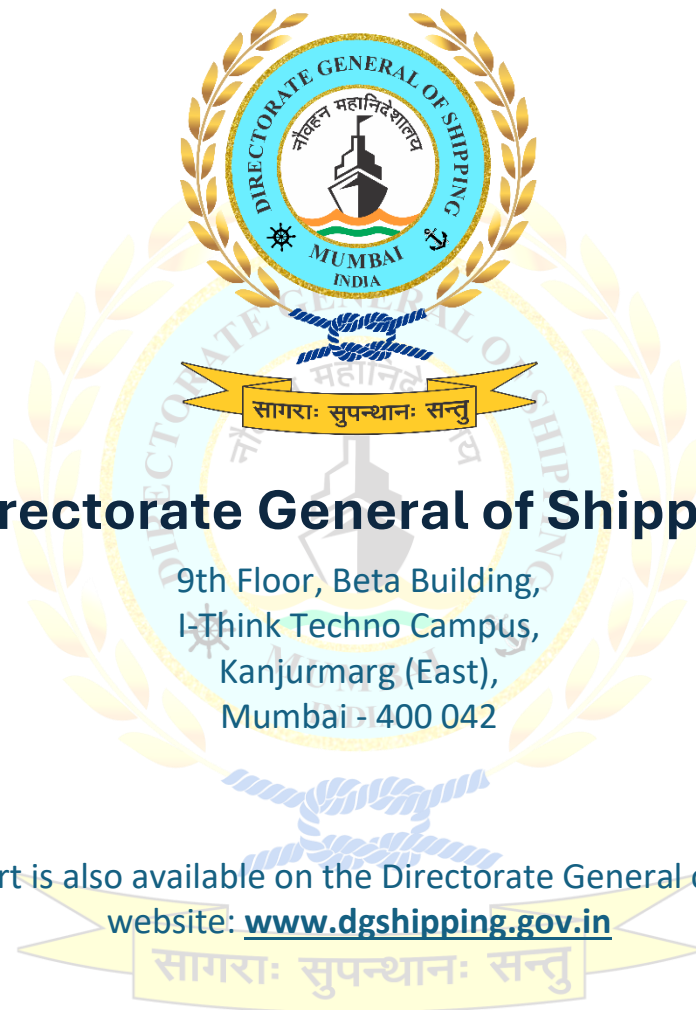 DIRECTORATE GENERAL OF SHIPPING
नौवहन महानिदेशालय
MUMBAI
INDIA
सागराः सुपन्थानः सन्तु
rectorate General of Shipp
9th Floor, Beta Building,
I-Think Techno Campus,
Kanjurmarg (East),
Mumbai - 400 042
rt is also available on the Directorate General o
website: www.dgshipping.gov.in
सागराः सुपन्थानः सन्तु